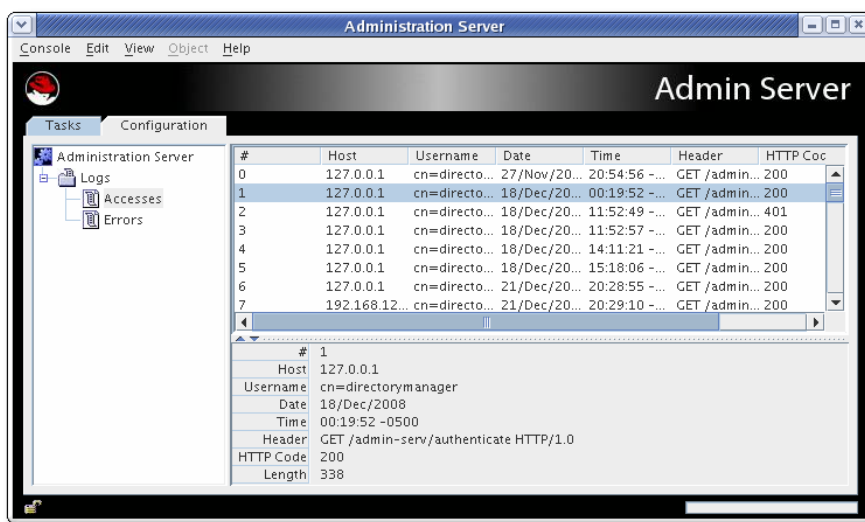 Administration Server
Console Edit View Object Help
Admin Server
Tasks Configuration
Administration Server
Logs
Accesses
Errors
# Host Username Date Time Header HTTP Coc
0 127.0.0.1 cn=directo... 27/Nov/20... 20:54:56 -... GET /admin... 200
1 127.0.0.1 cn=directo... 18/Dec/20... 00:19:52 -... GET /admin... 200
2 127.0.0.1 cn=directo... 18/Dec/20... 11:52:49 -... GET /admin... 401
3 127.0.0.1 cn=directo... 18/Dec/20... 11:52:57 -... GET /admin... 200
4 127.0.0.1 cn=directo... 18/Dec/20... 14:11:21 -... GET /admin... 200
5 127.0.0.1 cn=directo... 18/Dec/20... 15:18:06 -... GET /admin... 200
6 127.0.0.1 cn=directo... 21/Dec/20... 20:28:55 -... GET /admin... 200
7 192.168.12... cn=directo... 21/Dec/20... 20:29:10 -... GET /admin... 200
# 1
Host 127.0.0.1
Username cn=directorymanager
Date 18/Dec/2008
Time 00:19:52 -0500
Header GET /admin-serv/authenticate HTTP/1.0
HTTP Code 200
Length 338